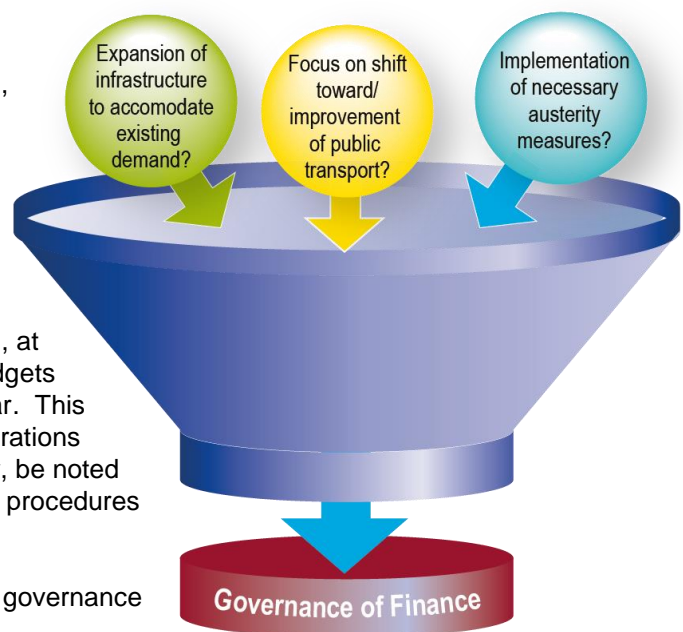 Expansion of
infrastructure
to accomodate
existing
demand?
Focus on shift
toward/
improvement
of public
transport?
Implementation
of necessary
austerity
measures?
,
, at
dgets
ar. This
rations
, be noted
procedures
governance
Governance of Finance